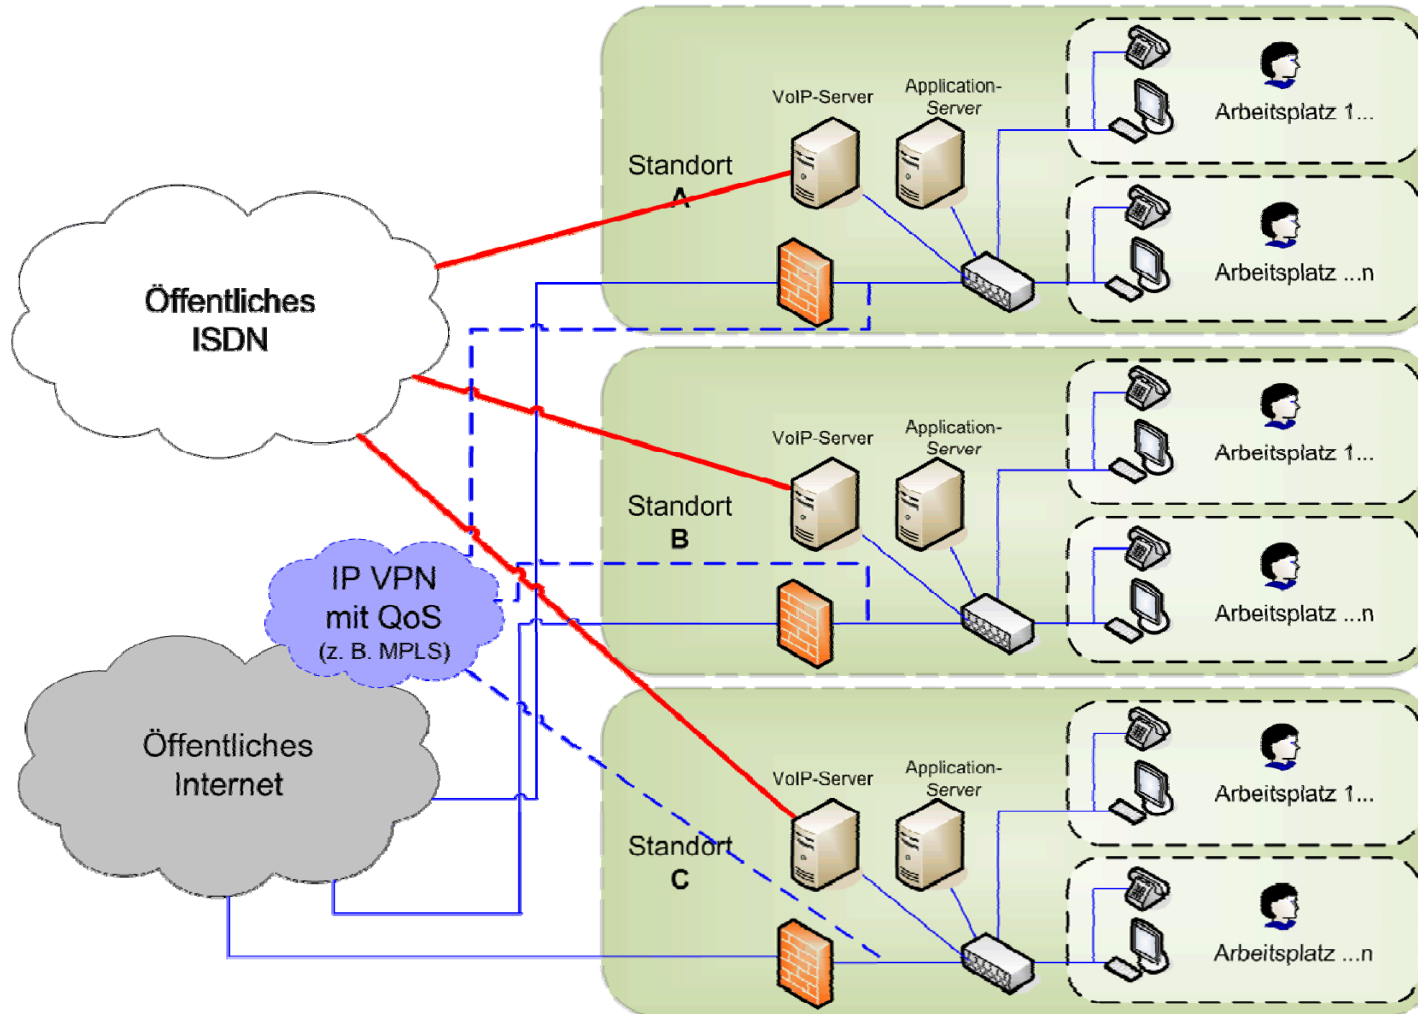 Öffentliches
ISDN
IP VPN
mit QoS
(z. B. MPLS)
Öffentliches
Internet
Standort
A
VoIP-Server
Application-
Server
Arbeitsplatz 1...
Arbeitsplatz ...n
Standort
B
VoIP-Server
Application-
Server
Arbeitsplatz 1...
Arbeitsplatz ...n
Standort
C
VoIP-Server
Application-
Server
Arbeitsplatz 1...
Arbeitsplatz ...n